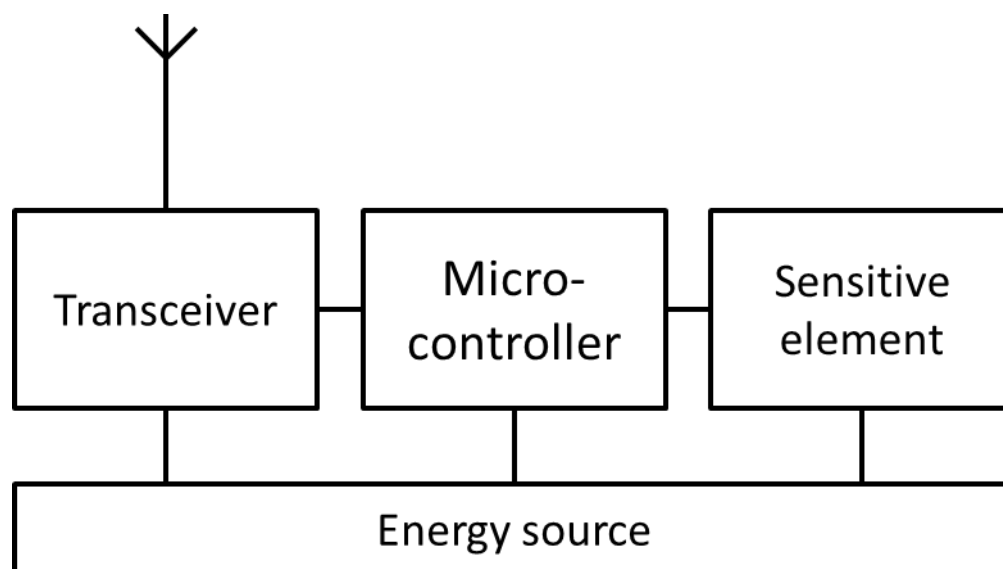 Transceiver
Micro-
controller
Sensitive
element
Energy source